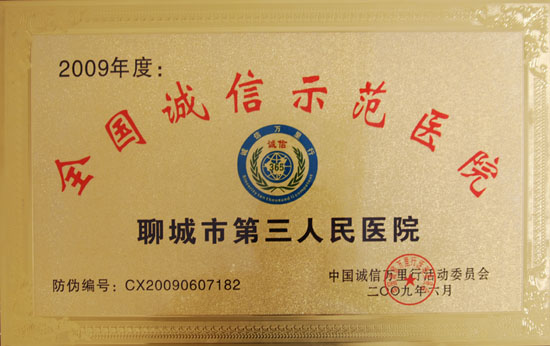 2009年度：
全国诚信示范医院
诚信万里行
诚信
365
聊城市第三人民医院
防伪编号：CX20090607182
中国诚信万里行活动委员会
二〇〇九年六月